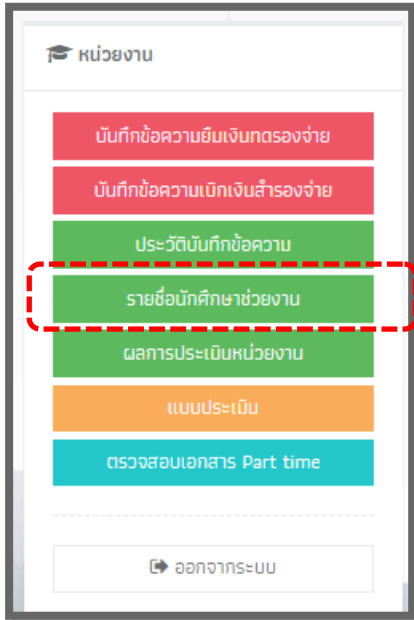 หน่วยงาน
บันทึกข้อความยืมเงินทดรองจ่าย
บันทึกข้อความเบิกเงินสำรองจ่าย
ประวัติบันทึกข้อความ
รายชื่อนักศึกษาช่วยงาน
ผลการประเมินหน่วยงาน
แบบประเมิน
ตรวจสอบเอกสาร Part time
ออกจากระบบ